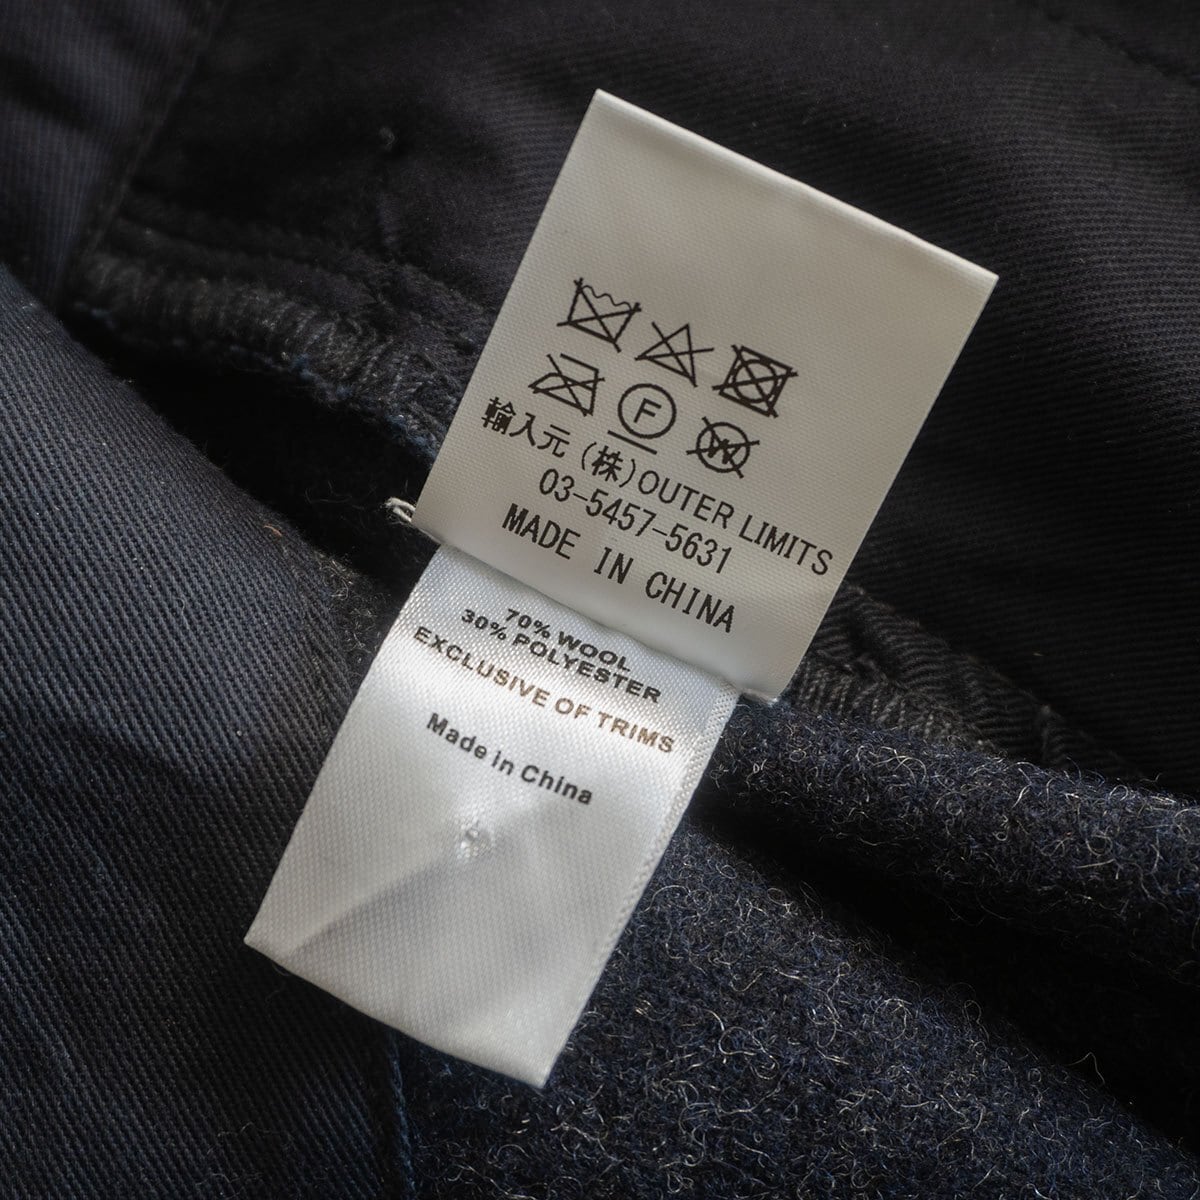 F
W
輸入元(株)OUTER LIMITS
03-5457-5631
MADE IN CHINA
70% WOOL
30% POLYESTER
EXCLUSIVE OF TRIMS
Made in China